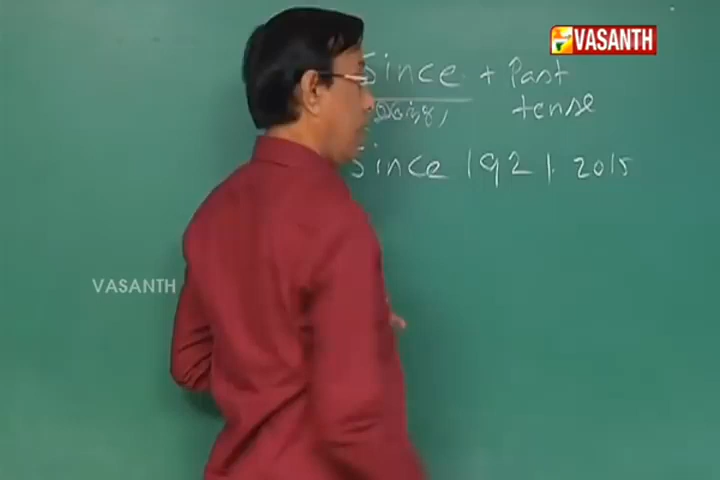 VASANTH
Since + Past
tense
Since 1921. 2015
VASANTH